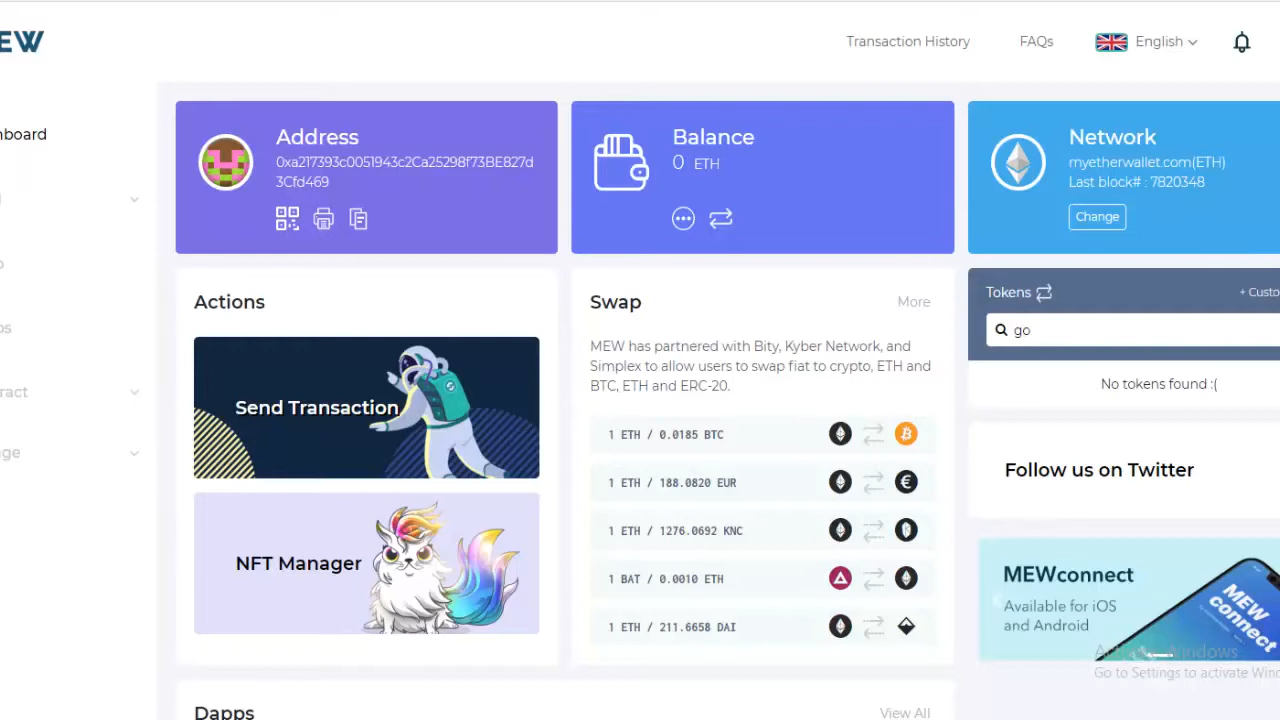 EW
Transaction History
FAQs
English
nboard
ract
ge
Address
0xa217393c0051943c2Ca25298f73BE827d
3Cfd469
Balance
0 ETH
Network
myetherwallet.com(ETH)
Last block# : 7820348
Change
Actions
Send Transaction
NFT Manager
Swap
More
MEW has partnered with Bity, Kyber Network, and
Simplex to allow users to swap fiat to crypto, ETH and
BTC, ETH and ERC-20.
1 ETH / 0.0185 BTC
1 ETH / 188.0820 EUR
1 ETH / 1276.0692 KNC
1 BAT / 0.0010 ETH
1 ETH / 211.6658 DAI
Tokens
+ Custo
go
No tokens found :(
Follow us on Twitter
MEWconnect
Available for iOS
and Android
MEW
connect
Activate Windows
Go to Settings to activate Win
Dapps
View All